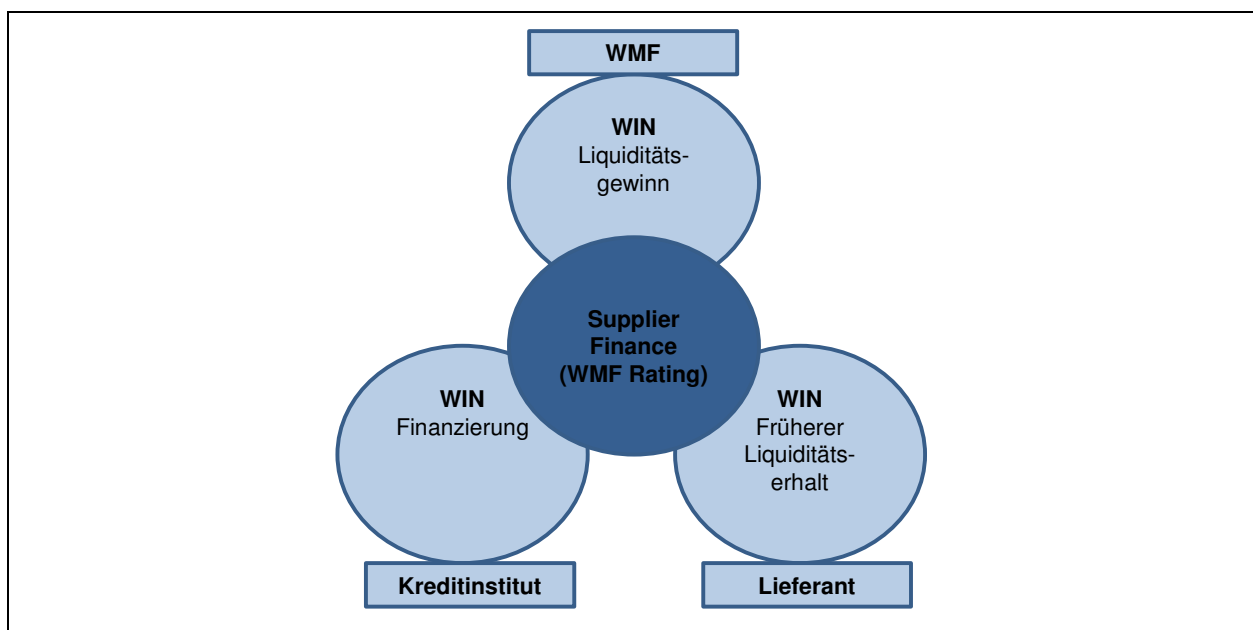 WMF
WIN
Liquiditäts-
gewinn
Supplier
Finance
(WMF Rating)
WIN
Finanzierung
WIN
Früherer
Liquiditäts-
erhalt
Kreditinstitut
Lieferant